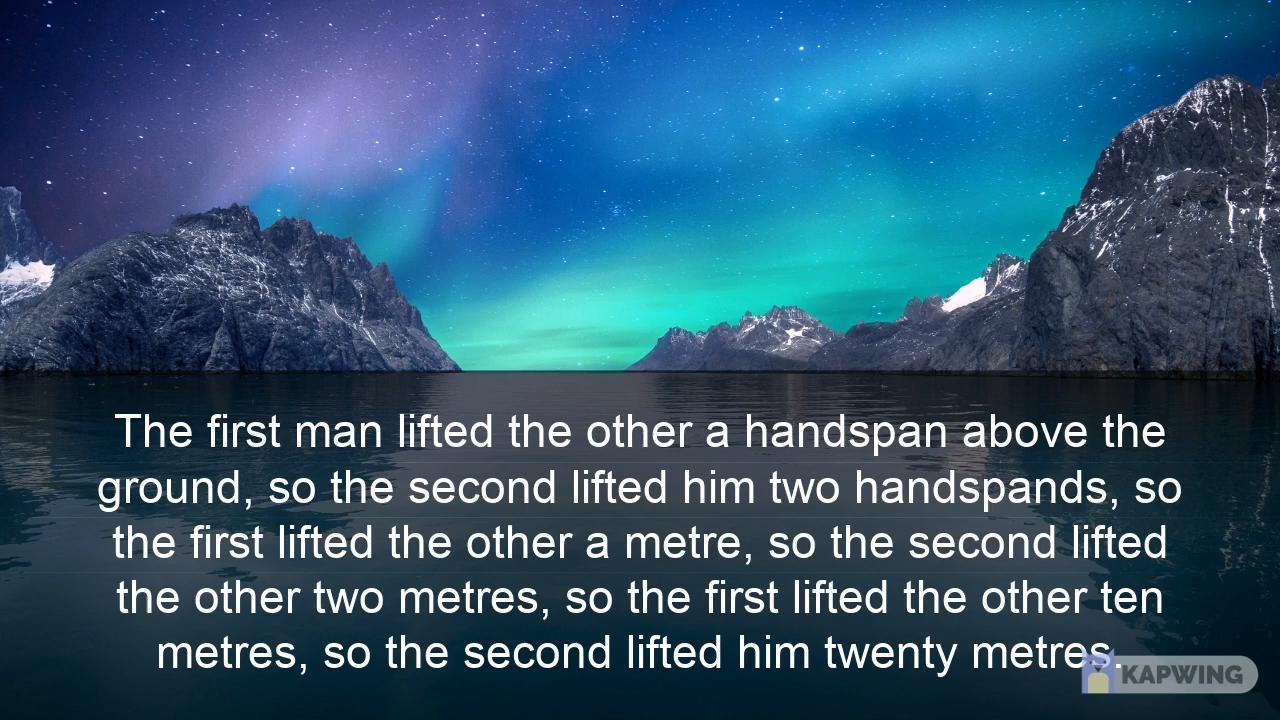 The first man lifted the other a handspan above the
ground, so the second lifted him two handspands, so
the first lifted the other a metre, so the second lifted
the other two metres, so the first lifted the other ten
metres, so the second lifted him twenty metres.
KAPWING